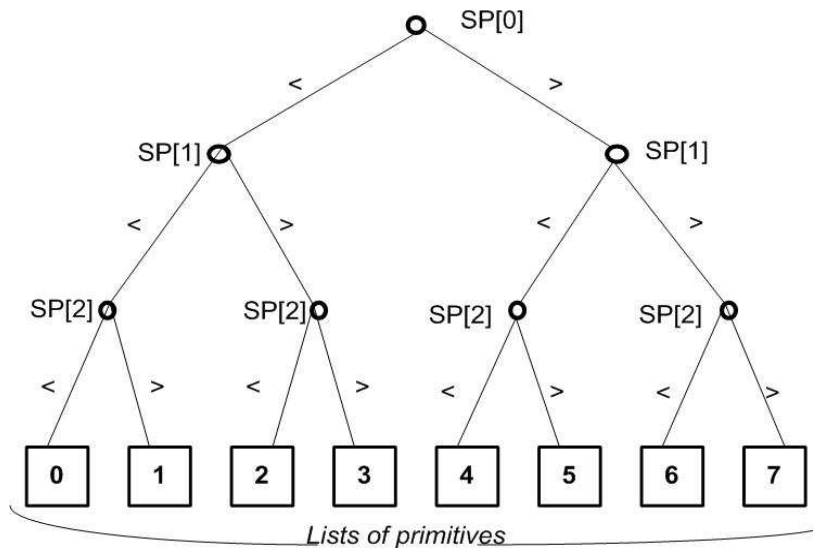 SP[0]
< >
SP[1] SP[1]
< > < >
SP[2] SP[2] SP[2] SP[2]
< > < > < > < >
0 1 2 3 4 5 6 7
Lists of primitives